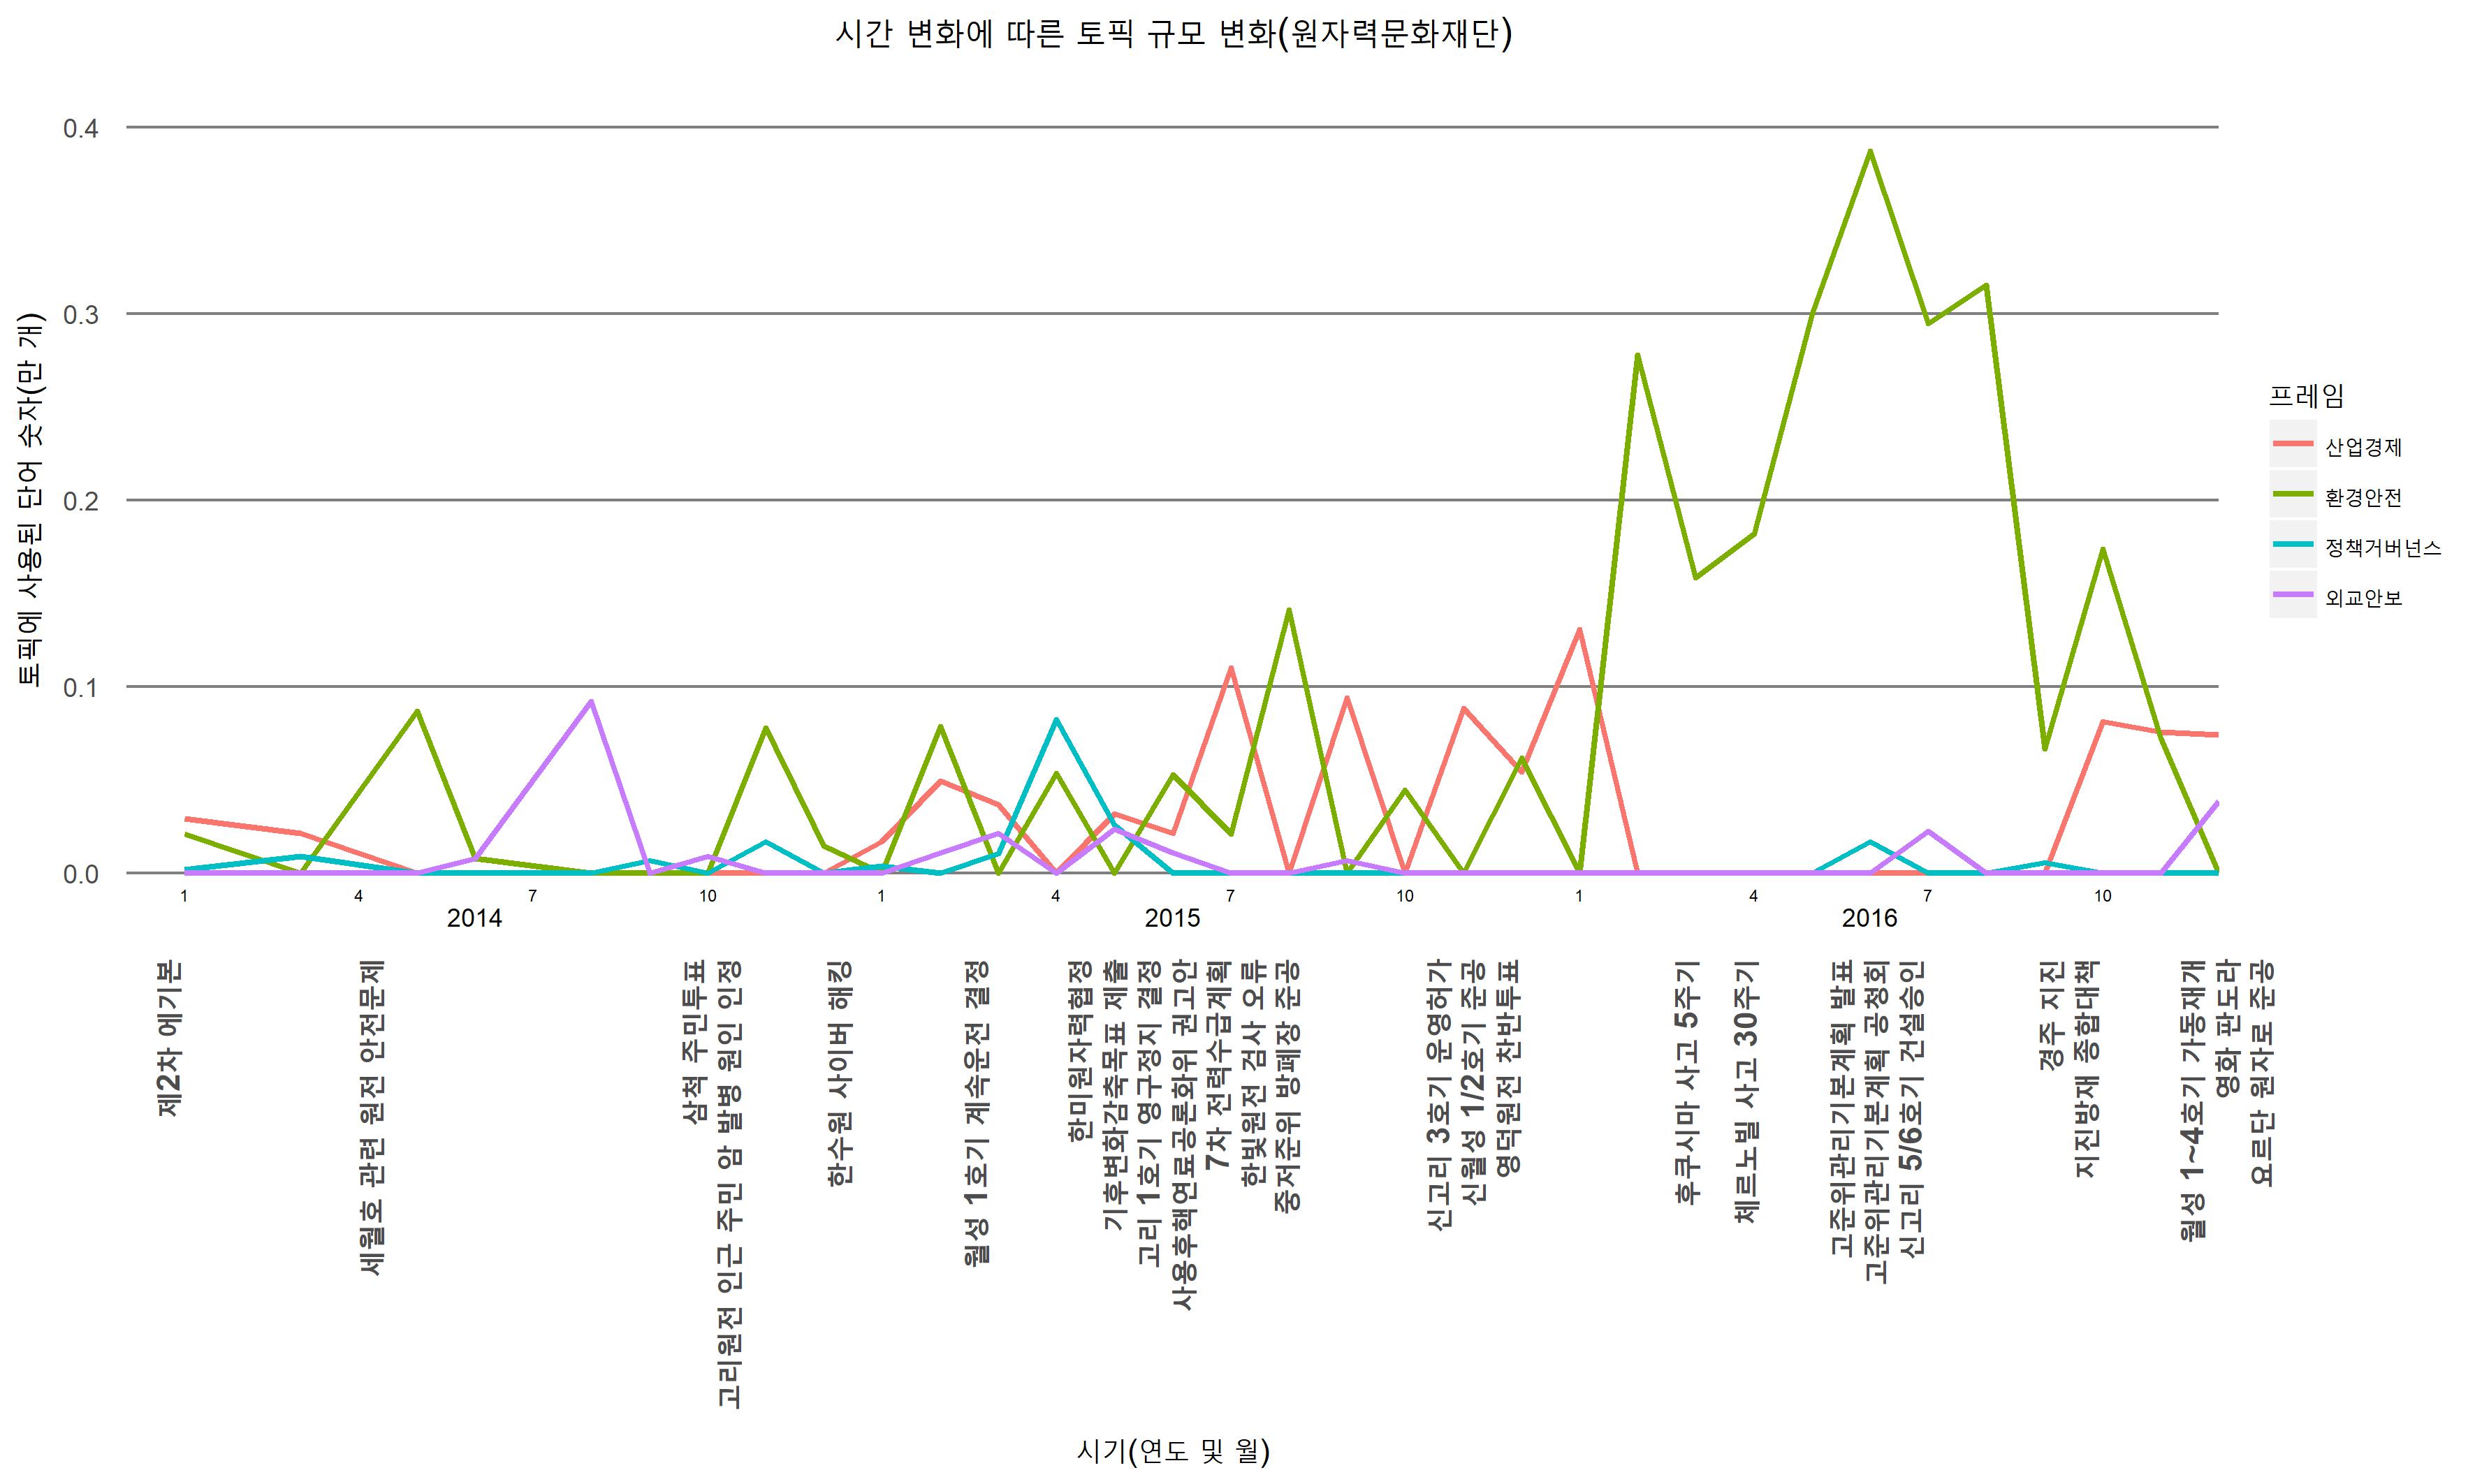 시간 변화에 따른 토픽 규모 변화(원자력문화재단)
토픽에 사용된 단어 숫자(만 개)
0.4
0.3
0.2
0.1
0.0
1
4
7
10
1
4
7
10
1
4
7
10
2014
2015
2016
제2차 에기본
세월호 관련 원전 안전문제
삼척 주민투표
고리원전 인근 주민 암 발병 원인 인정
한수원 사이버 해킹
월성 1호기 계속운전 결정
한미원자력협정
기후변화감축목표 제출
고리 1호기 영구정지 결정
사용후핵연료공론화위 권고안
7차 전력수급계획
한빛원전 검사 오류
중저준위 방폐장 준공
신고리 3호기 운영허가
신월성 1/2호기 준공
영덕원전 찬반투표
후쿠시마 사고 5주기
체르노빌 사고 30주기
고준위관리기본계획 발표
고준위관리기본계획 공청회
신고리 5/6호기 건설승인
경주 지진
지진방재 종합대책
월성 1~4호기 가동재개
영화 판도라
요르단 원자로 준공
시기(연도 및 월)
프레임
산업경제
환경안전
정책거버넌스
외교안보